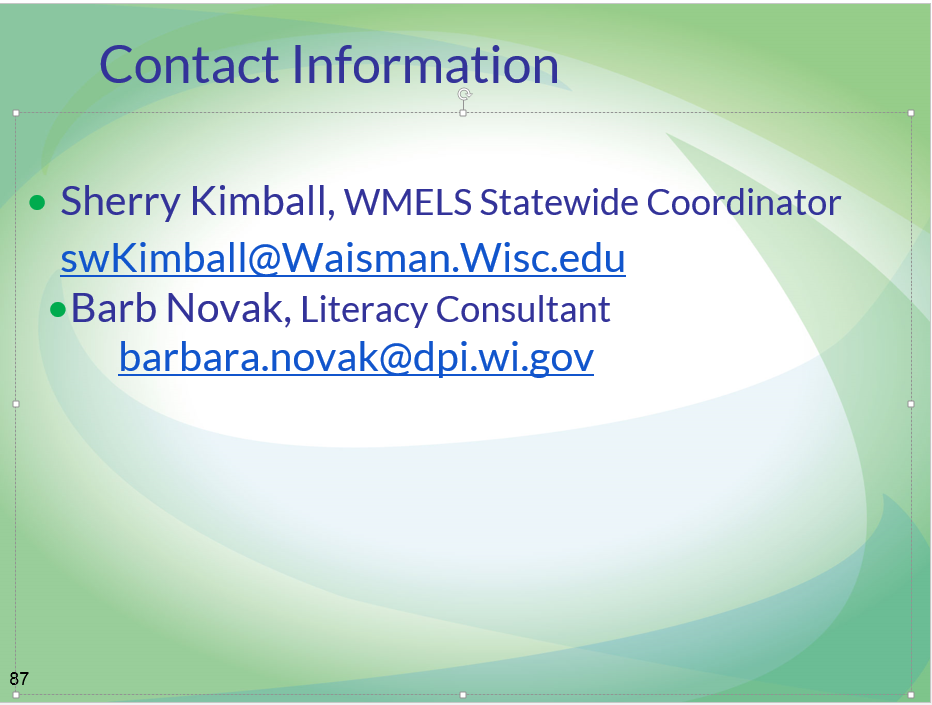 Contact Information
• Sherry Kimball, WMELS Statewide Coordinator
swKimball@Waisman.Wisc.edu
•Barb Novak, Literacy Consultant
barbara.novak@dpi.wi.gov
87